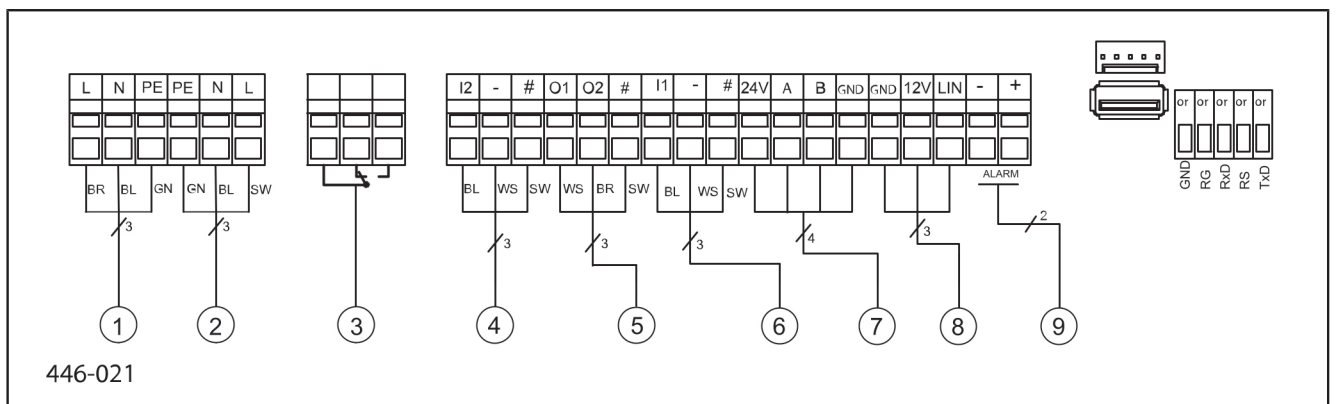 L N PE PE N L
I2 - # O1 O2 # I1 - # 24V A B GND GND 12V LIN - +
or or or or or
BR BL GN GN BL SW
BL WS SW WS BR SW BL WS SW
ALARM
GND RG RxD RS TxD
3 3 3 3 3 4 3 2
1 2 3 4 5 6 7 8 9
446-021